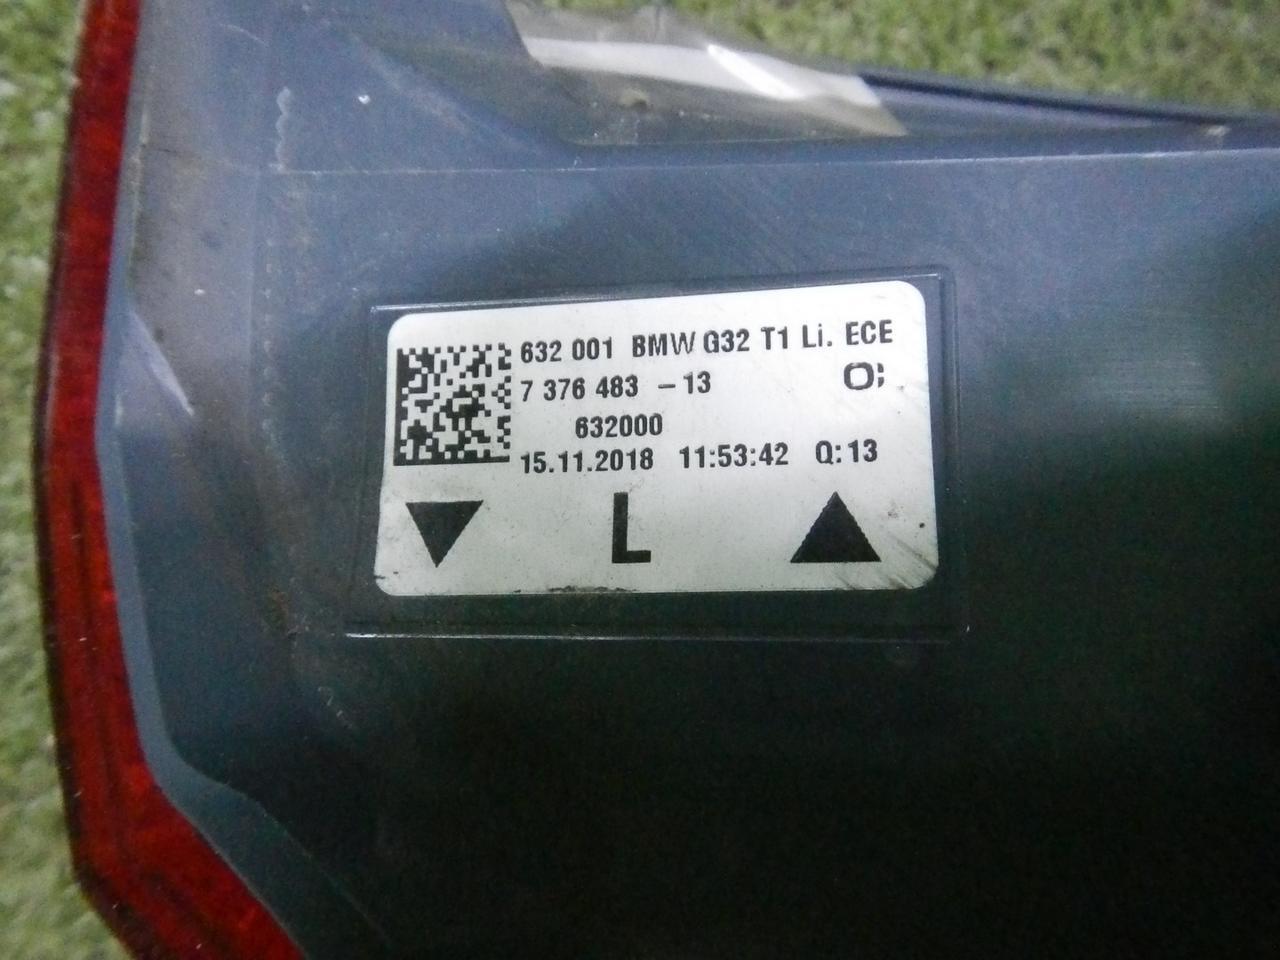 632 001 BMW G32 T1 Li. ECE
7 376 483 -13 O;
632000
15.11.2018 11:53:42 Q:13
L